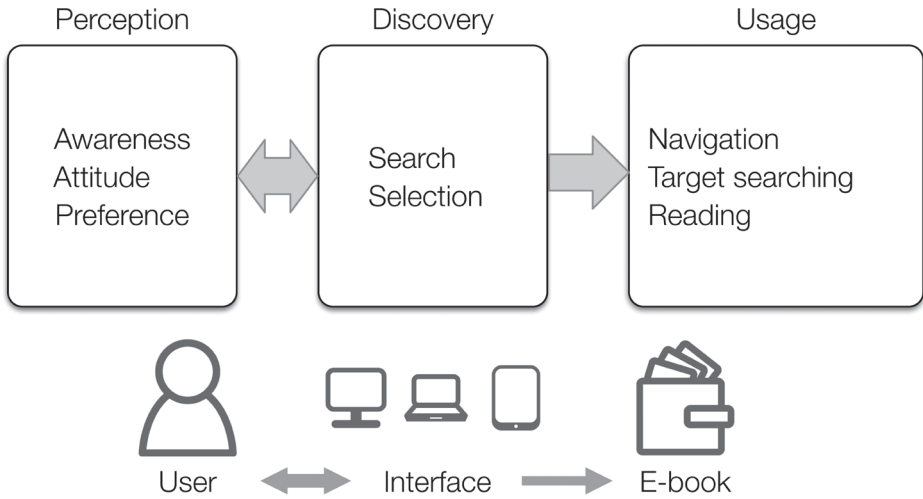 Perception
Discovery
Usage
Awareness
Attitude
Preference
Search
Selection
Navigation
Target searching
Reading
User
Interface
E-book